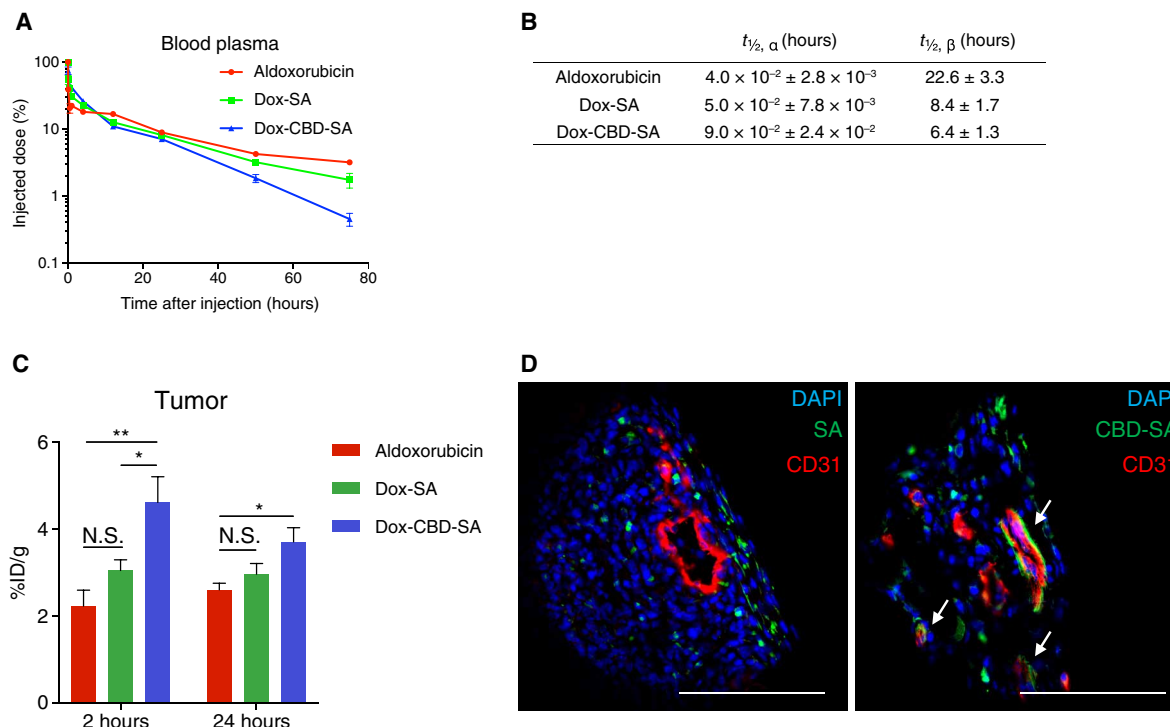 A
Blood plasma
Injected dose (%)
100
10
1
0.1
0
20
40
60
80
Time after injection (hours)
Aldoxorubicin
Dox-SA
Dox-CBD-SA
B
t½, α (hours) t½, β (hours)
Aldoxorubicin 4.0 × 10⁻² ± 2.8 × 10⁻³ 22.6 ± 3.3
Dox-SA 5.0 × 10⁻² ± 7.8 × 10⁻³ 8.4 ± 1.7
Dox-CBD-SA 9.0 × 10⁻² ± 2.4 × 10⁻² 6.4 ± 1.3
C
Tumor
%ID/g
6
4
2
0
**
*
N.S.
*
N.S.
2 hours
24 hours
Aldoxorubicin
Dox-SA
Dox-CBD-SA
D
DAPI
SA
CD31
DAPI
CBD-SA
CD31